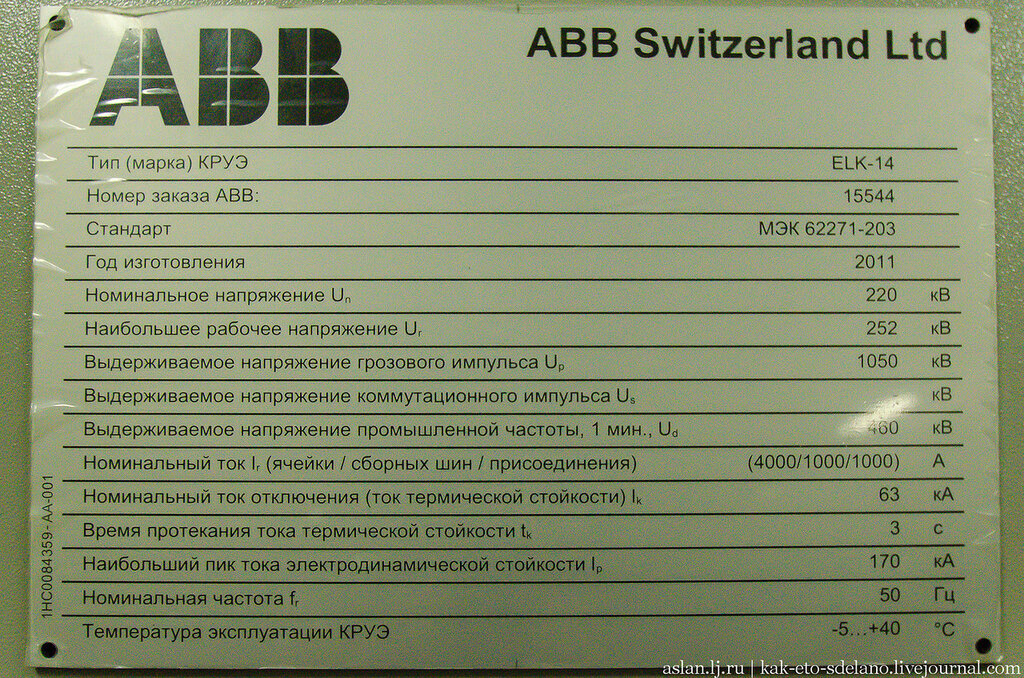 ABB
ABB Switzerland Ltd
Тип (марка) КРУЭ ELK-14
Номер заказа АВВ: 15544
Стандарт МЭК 62271-203
Год изготовления 2011
Номинальное напряжение Un 220 кВ
Наибольшее рабочее напряжение Ur 252 кВ
Выдерживаемое напряжение грозового импульса Up 1050 кВ
Выдерживаемое напряжение коммутационного импульса Us кВ
Выдерживаемое напряжение промышленной частоты, 1 мин., Ud 460 кВ
Номинальный ток Ir (ячейки / сборных шин / присоединения) (4000/1000/1000) А
Номинальный ток отключения (ток термической стойкости) Ik 63 кА
Время протекания тока термической стойкости tk 3 с
Наибольший пик тока электродинамической стойкости Ip 170 кА
Номинальная частота fr 50 Гц
Температура эксплуатации КРУЭ -5...+40 °C
1HC0084359-AA-001
aslan.lj.ru | kak-eto-sdelano.livejournal.com